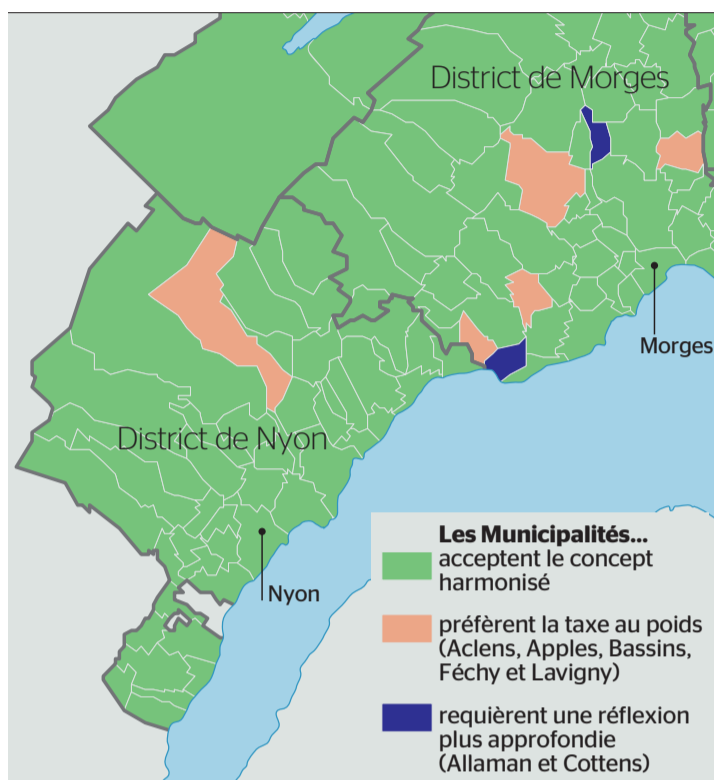 District de Morges
Morges
District de Nyon
Nyon
Les Municipalités...
acceptent le concept
harmonisé
préfèrent la taxe au poids
(Aclens, Apples, Bassins,
Féchy et Lavigny)
requièrent une réflexion
plus approfondie
(Allaman et Cottens)